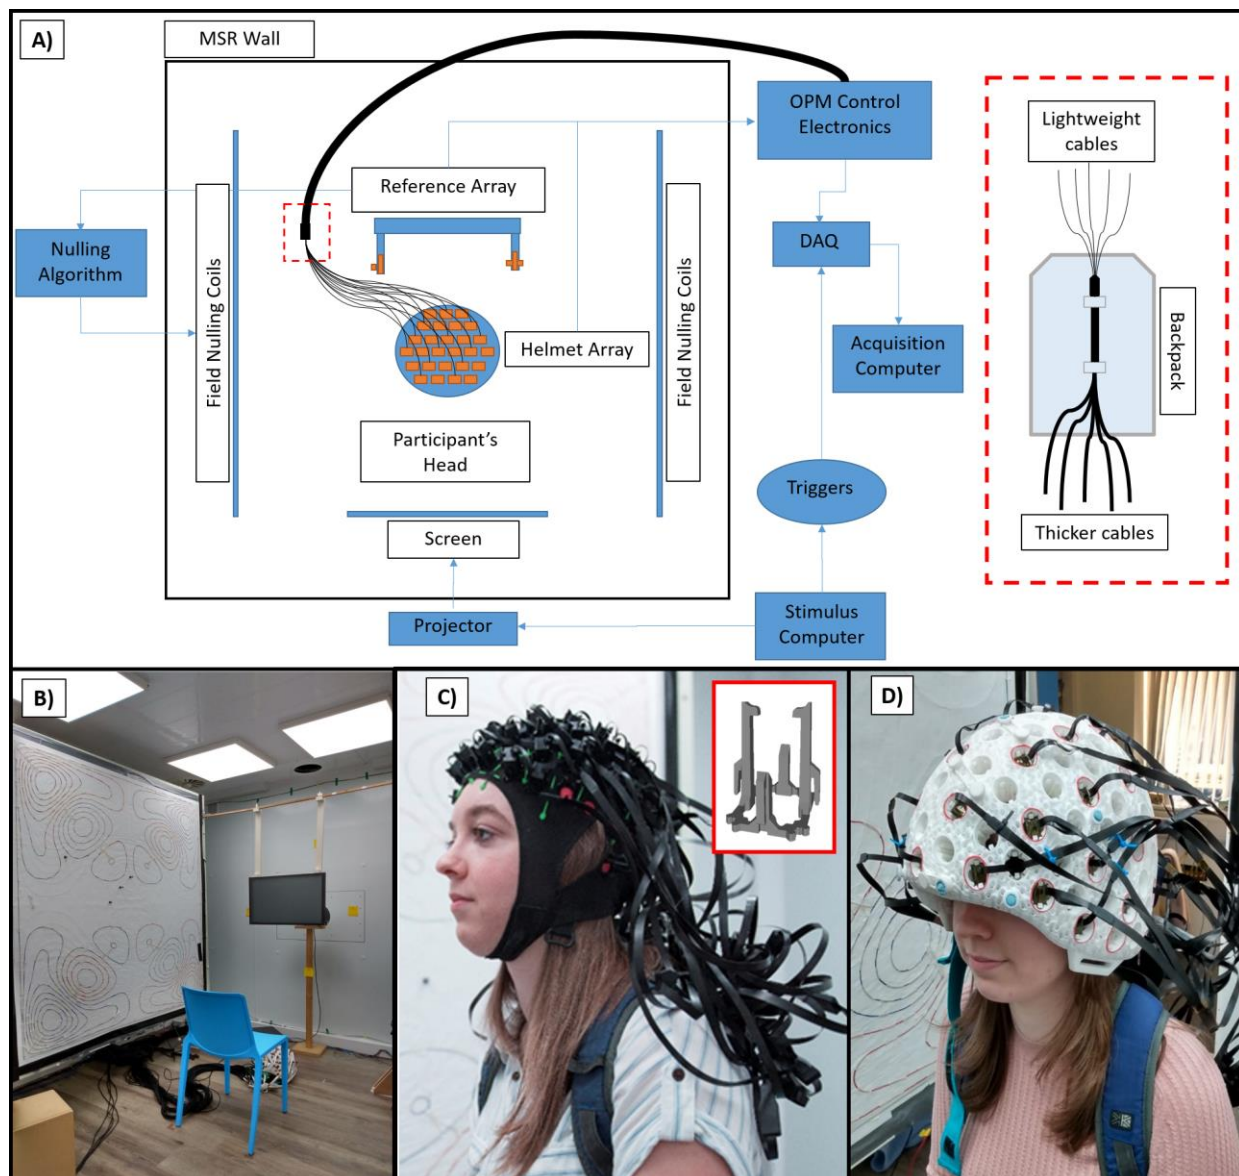 A)
MSR Wall
OPM Control
Electronics
Lightweight
cables
Reference Array
Nulling
Algorithm
Field Nulling Coils
Field Nulling Coils
DAQ
Helmet Array
Acquisition
Computer
Backpack
Participant's
Head
Triggers
Thicker cables
Screen
Projector
Stimulus
Computer
B)
C)
D)